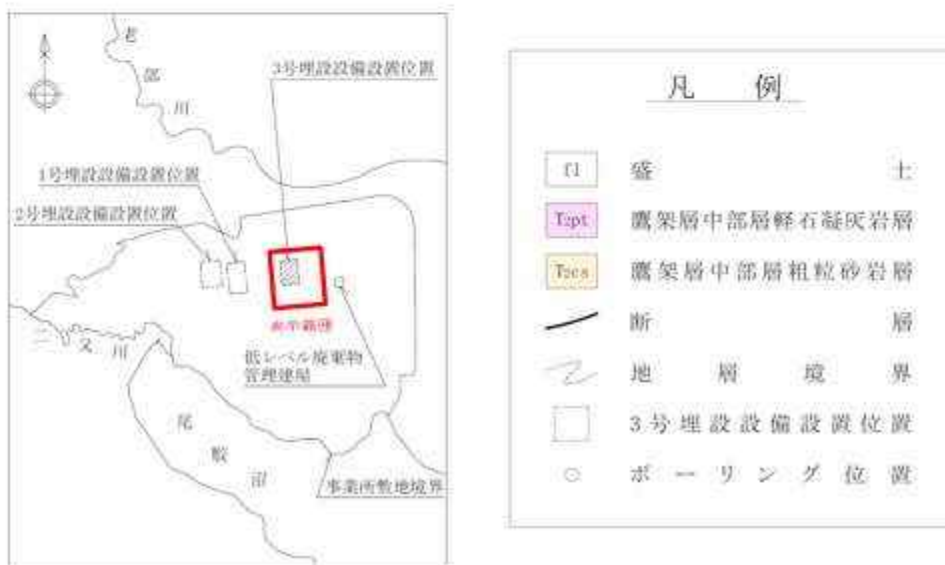 老部川
3号埋設設備設置位置
1号埋設設備設置位置
2号埋設設備設置位置
低レベル廃棄物
管理建屋
二又川
尾駮沼
事業所敷地境界
凡 例
fl 盛土
T₂pt 鷹架層中部層軽石凝灰岩層
T₂cs 鷹架層中部層粗粒砂岩層
断層
地層境界
3号埋設設備設置位置
ボーリング位置